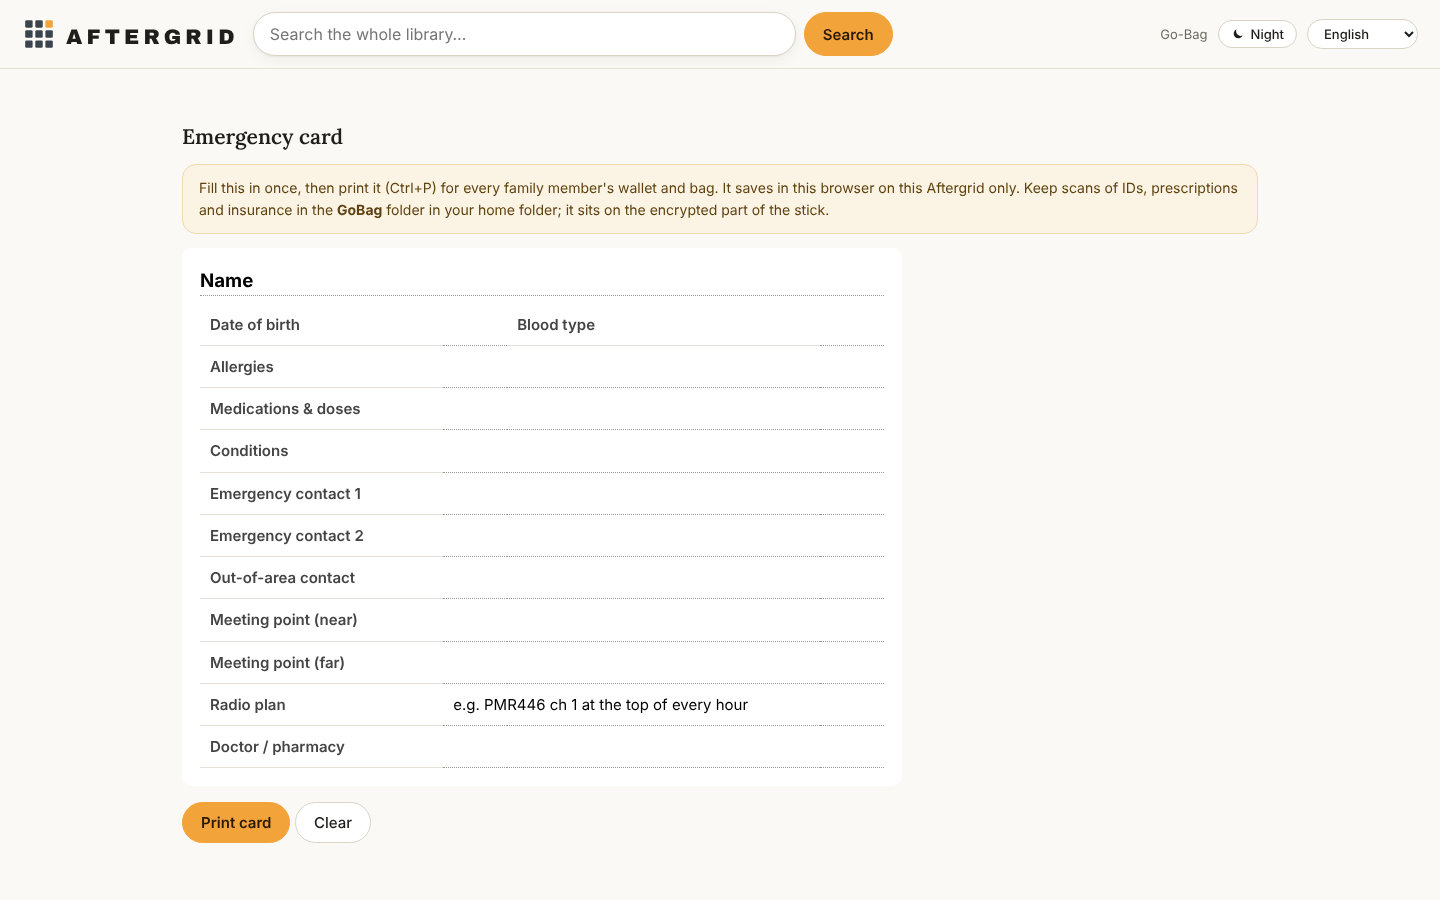 AFTERGRID
Search the whole library...
Search
Go-Bag
Night
English
Emergency card
Fill this in once, then print it (Ctrl+P) for every family member's wallet and bag. It saves in this browser on this Aftergrid only. Keep scans of IDs, prescriptions
and insurance in the GoBag folder in your home folder; it sits on the encrypted part of the stick.
Name
Date of birth Blood type
Allergies
Medications & doses
Conditions
Emergency contact 1
Emergency contact 2
Out-of-area contact
Meeting point (near)
Meeting point (far)
Radio plan e.g. PMR446 ch 1 at the top of every hour
Doctor / pharmacy
Print card
Clear